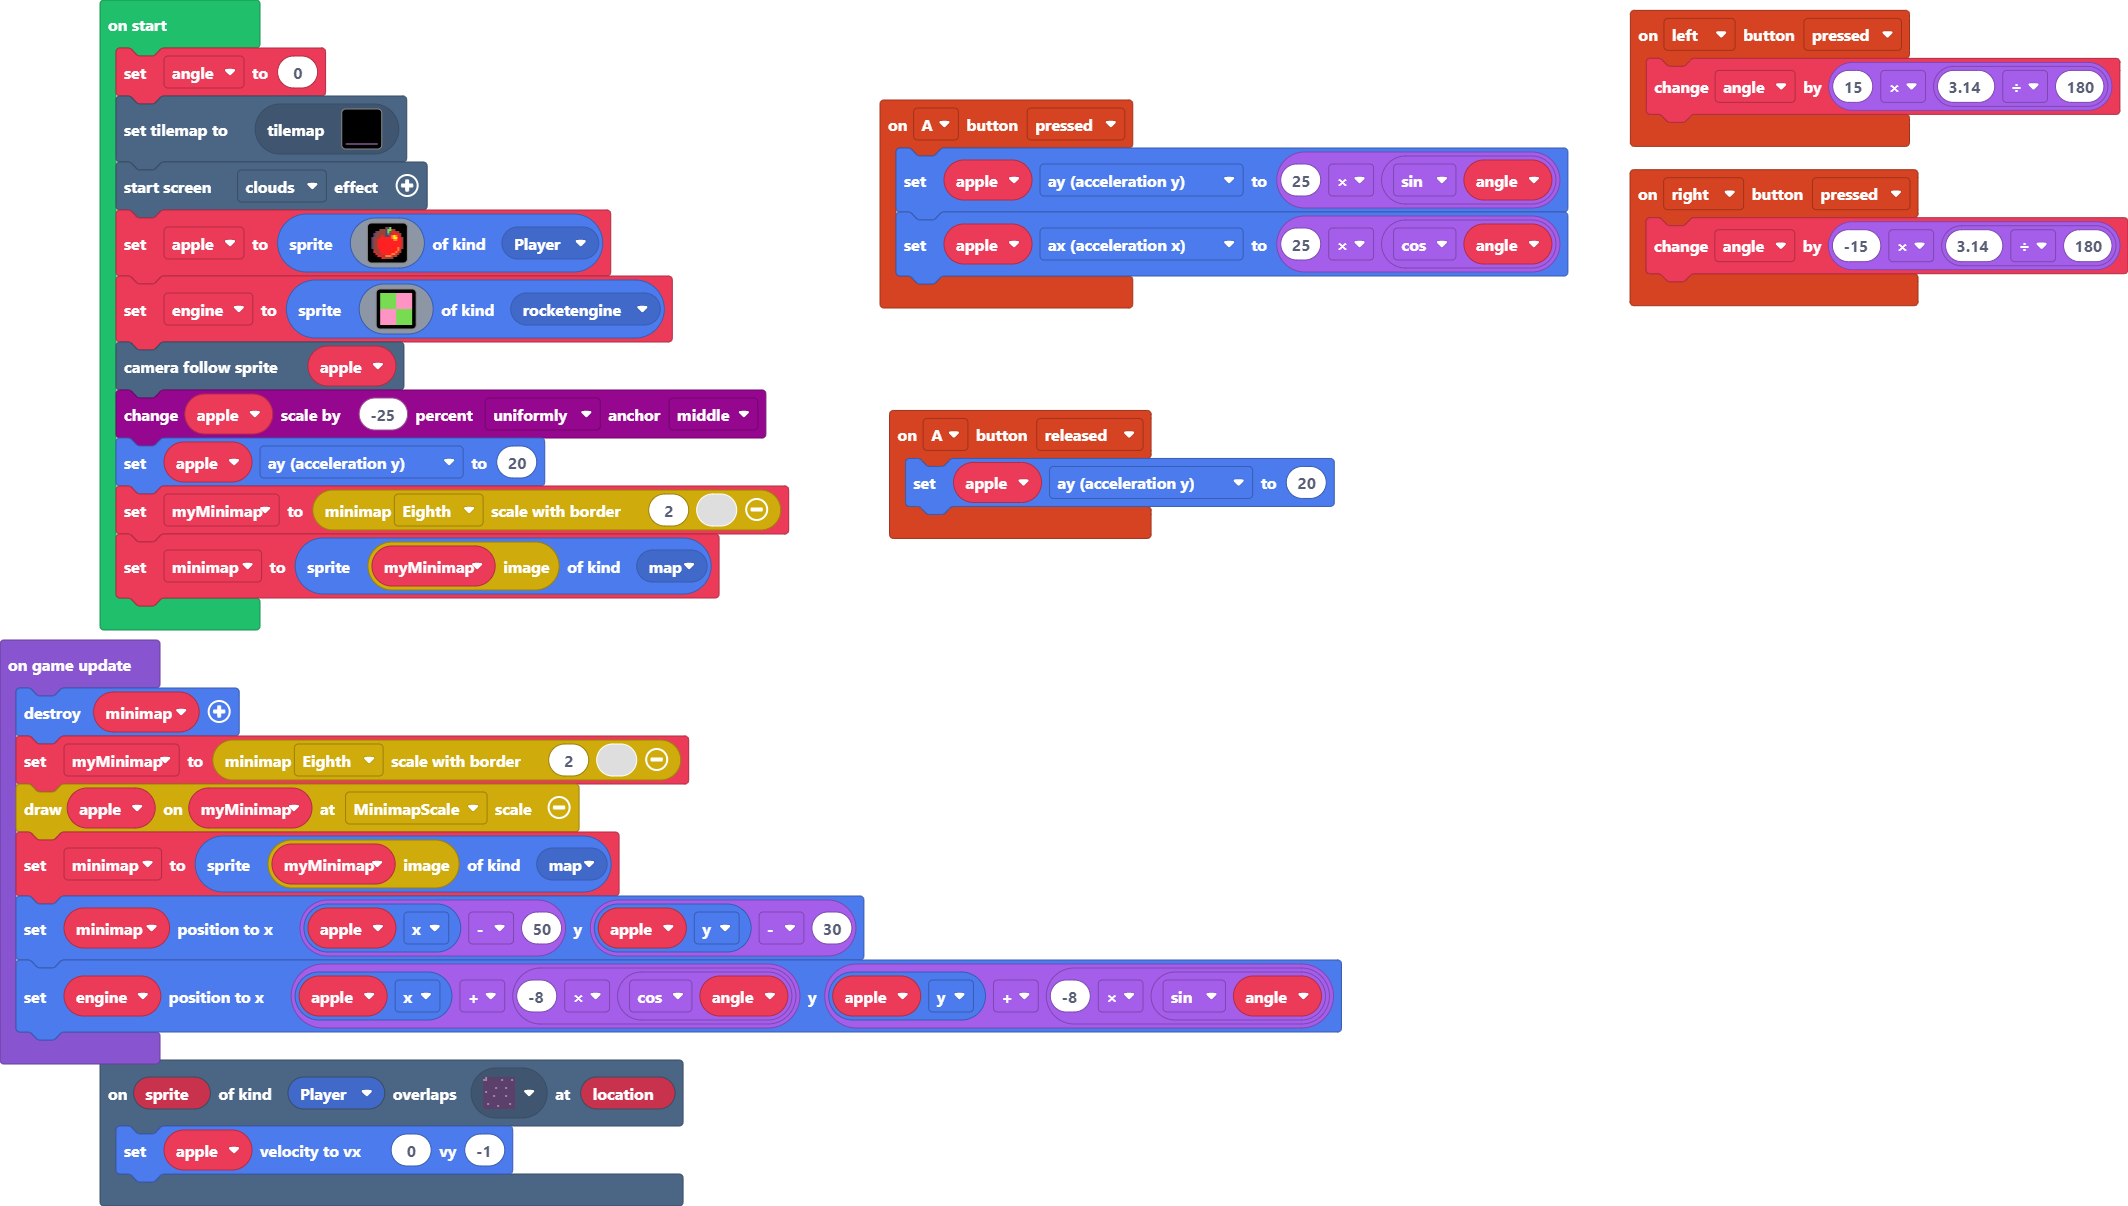 on start
set angle to 0
set tilemap to tilemap
start screen clouds effect
set apple to sprite of kind Player
set engine to sprite of kind rocketengine
camera follow sprite apple
change apple scale by -25 percent uniformly anchor middle
set apple ay (acceleration y) to 20
set myMinimap to minimap Eighth scale with border 2
set minimap to sprite myMinimap image of kind map
on game update
destroy minimap
set myMinimap to minimap Eighth scale with border 2
draw apple on myMinimap at MinimapScale scale
set minimap to sprite myMinimap image of kind map
set minimap position to x apple x - 50 y apple y - 30
set engine position to x apple x + -8 × cos angle y apple y + -8 × sin angle
on sprite of kind Player overlaps at location
set apple velocity to vx 0 vy -1
on A button pressed
set apple ay (acceleration y) to 25 × sin angle
set apple ax (acceleration x) to 25 × cos angle
on A button released
set apple ay (acceleration y) to 20
on left button pressed
change angle by 15 × 3.14 ÷ 180
on right button pressed
change angle by -15 × 3.14 ÷ 180